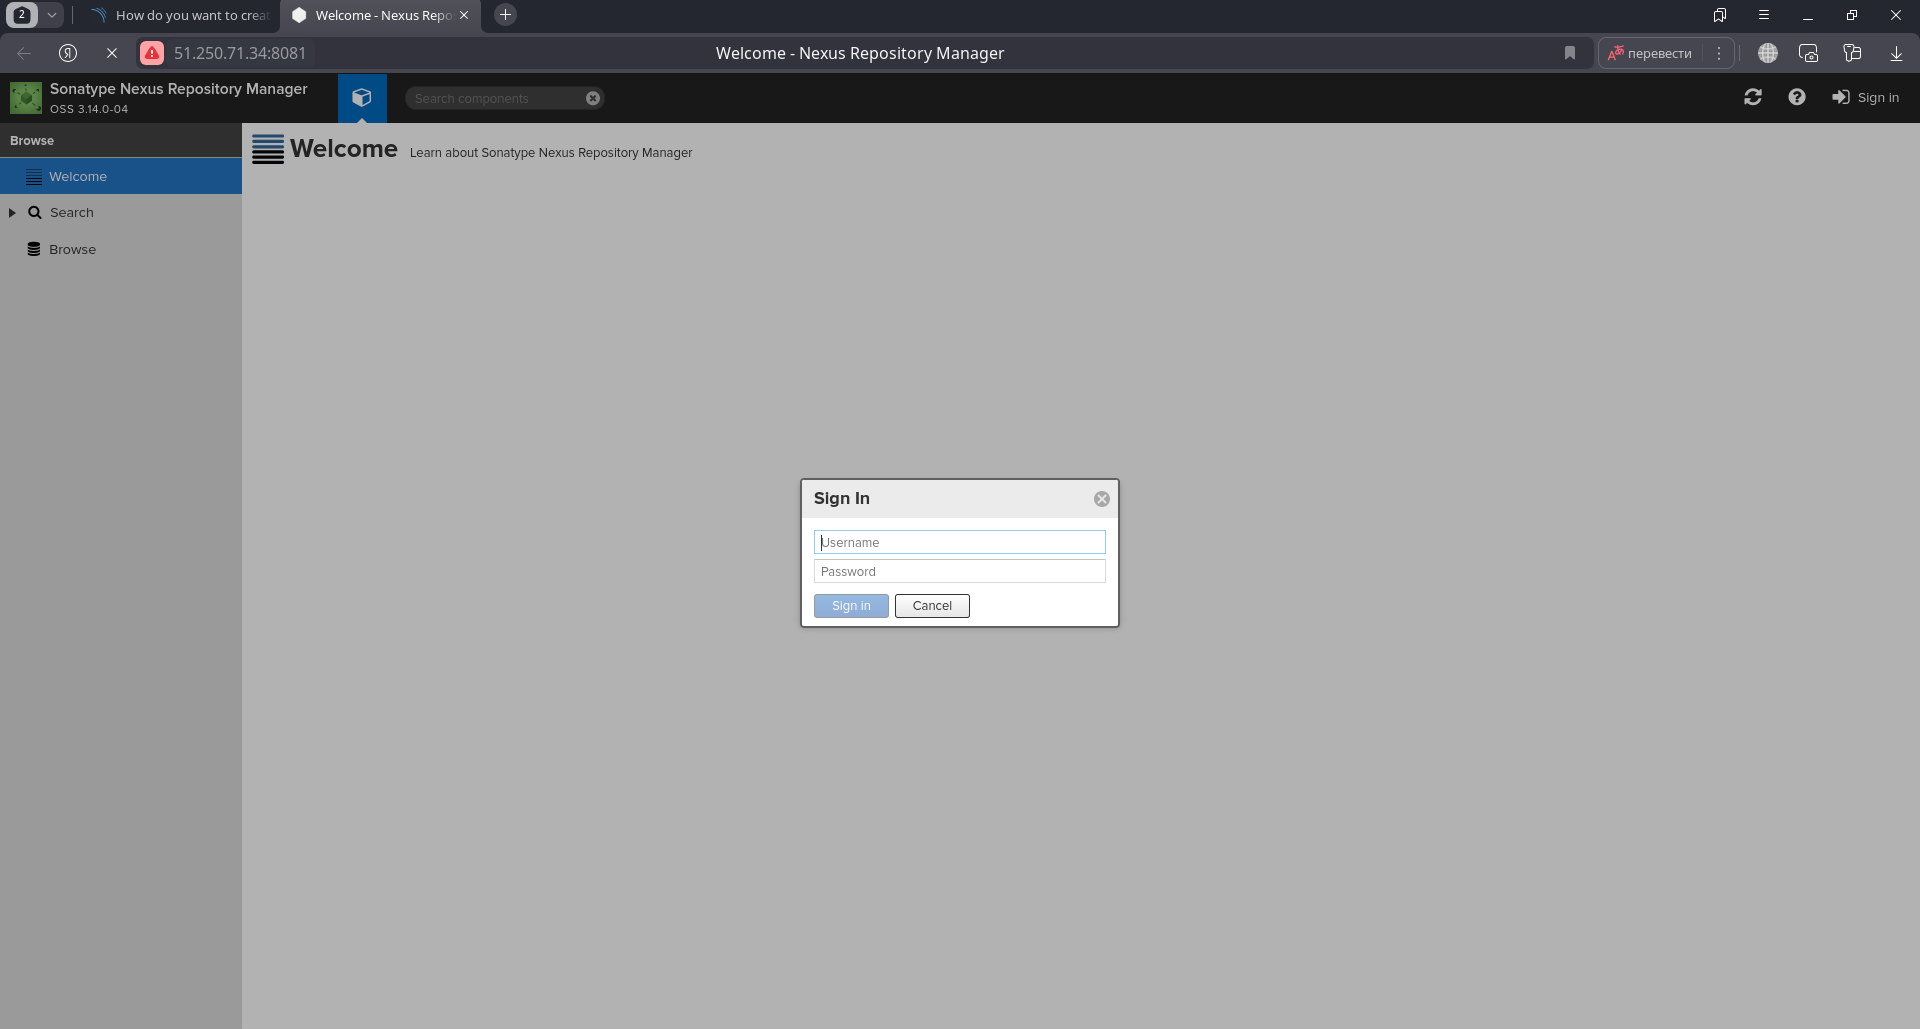 2
How do you want to crea
Welcome - Nexus Repo
51.250.71.34:8081
Welcome - Nexus Repository Manager
перевести
Sonatype Nexus Repository Manager
OSS 3.14.0-04
Search components
Sign in
Browse
Welcome
Search
Browse
Welcome
Learn about Sonatype Nexus Repository Manager
Sign In
Username
Password
Sign in
Cancel